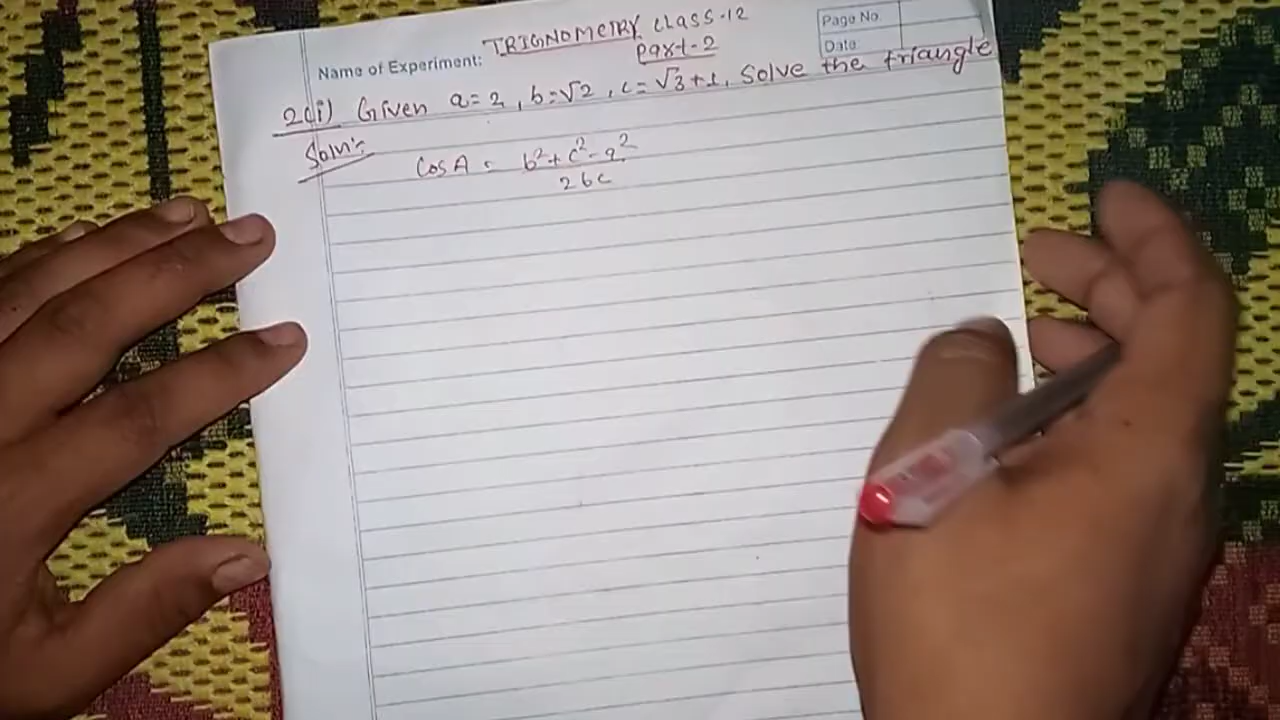 TRIGNOMETRY CLASS-12
Part-2
Name of Experiment:
Page No.
Date
2(i) Given a=2, b=√2, c=√3+1, Solve the triangle
Soln:
CosA = b²+c²-a² / 2bc